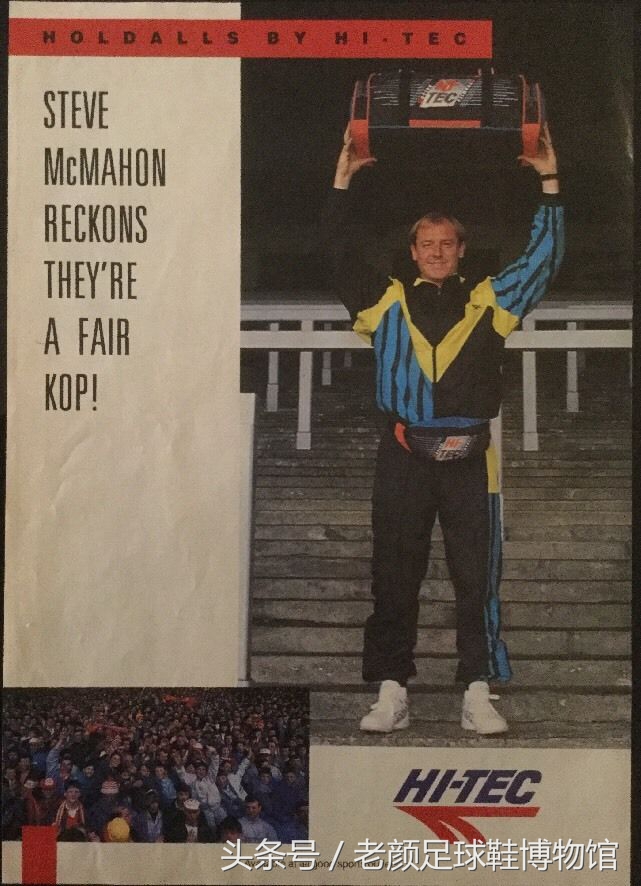 HOLDALLS BY HI-TEC
STEVE
McMAHON
RECKONS
THEY'RE
A FAIR
KOP!
HI-
TEC
HI-
TEC
HI-TEC
头条号 / 老颜足球鞋博物馆